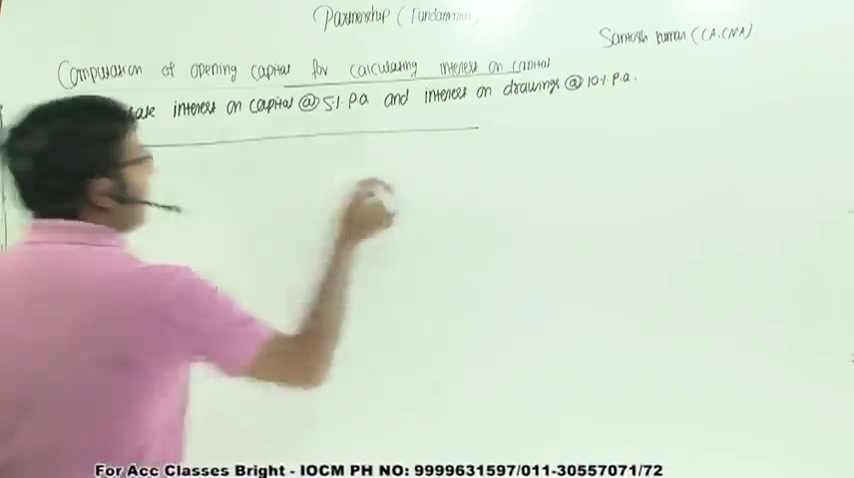 Partnership (Fundamental)
Santosh Kumar (CA.CMA)
Computation of opening capital for calculating interest on capital
interest on capital @ 5% P.a and interest on drawings @ 10% P.a.
For Acc Classes Bright - IOCM PH NO: 9999631597/011-30557071/72